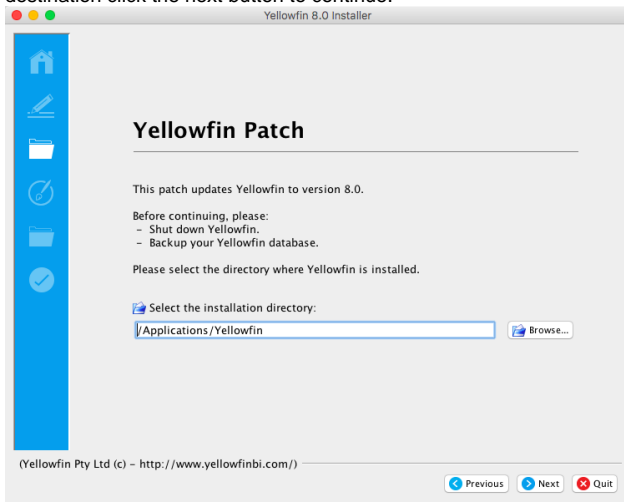 destination click the next button to continue.
Yellowfin 8.0 Installer
Yellowfin Patch
This patch updates Yellowfin to version 8.0.
Before continuing, please:
– Shut down Yellowfin.
– Backup your Yellowfin database.
Please select the directory where Yellowfin is installed.
Select the installation directory:
/Applications/Yellowfin
Browse...
(Yellowfin Pty Ltd (c) – http://www.yellowfinbi.com/)
Previous
Next
Quit